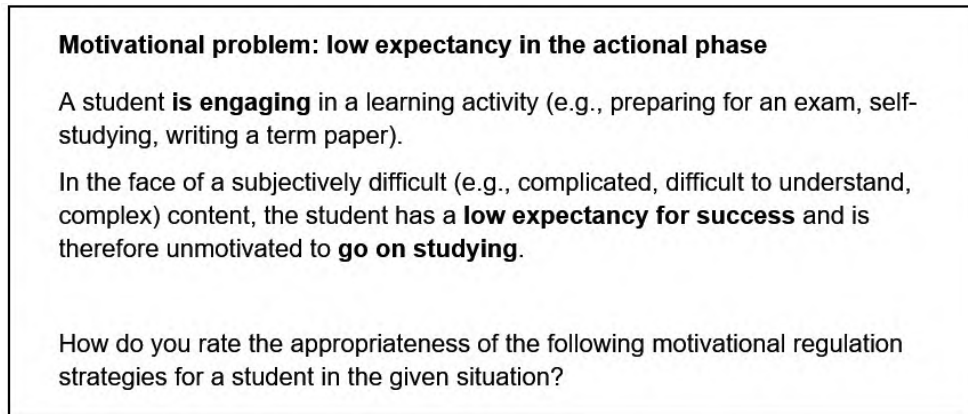 Motivational problem: low expectancy in the actional phase
A student is engaging in a learning activity (e.g., preparing for an exam, self-
studying, writing a term paper).
In the face of a subjectively difficult (e.g., complicated, difficult to understand,
complex) content, the student has a low expectancy for success and is
therefore unmotivated to go on studying.
How do you rate the appropriateness of the following motivational regulation
strategies for a student in the given situation?